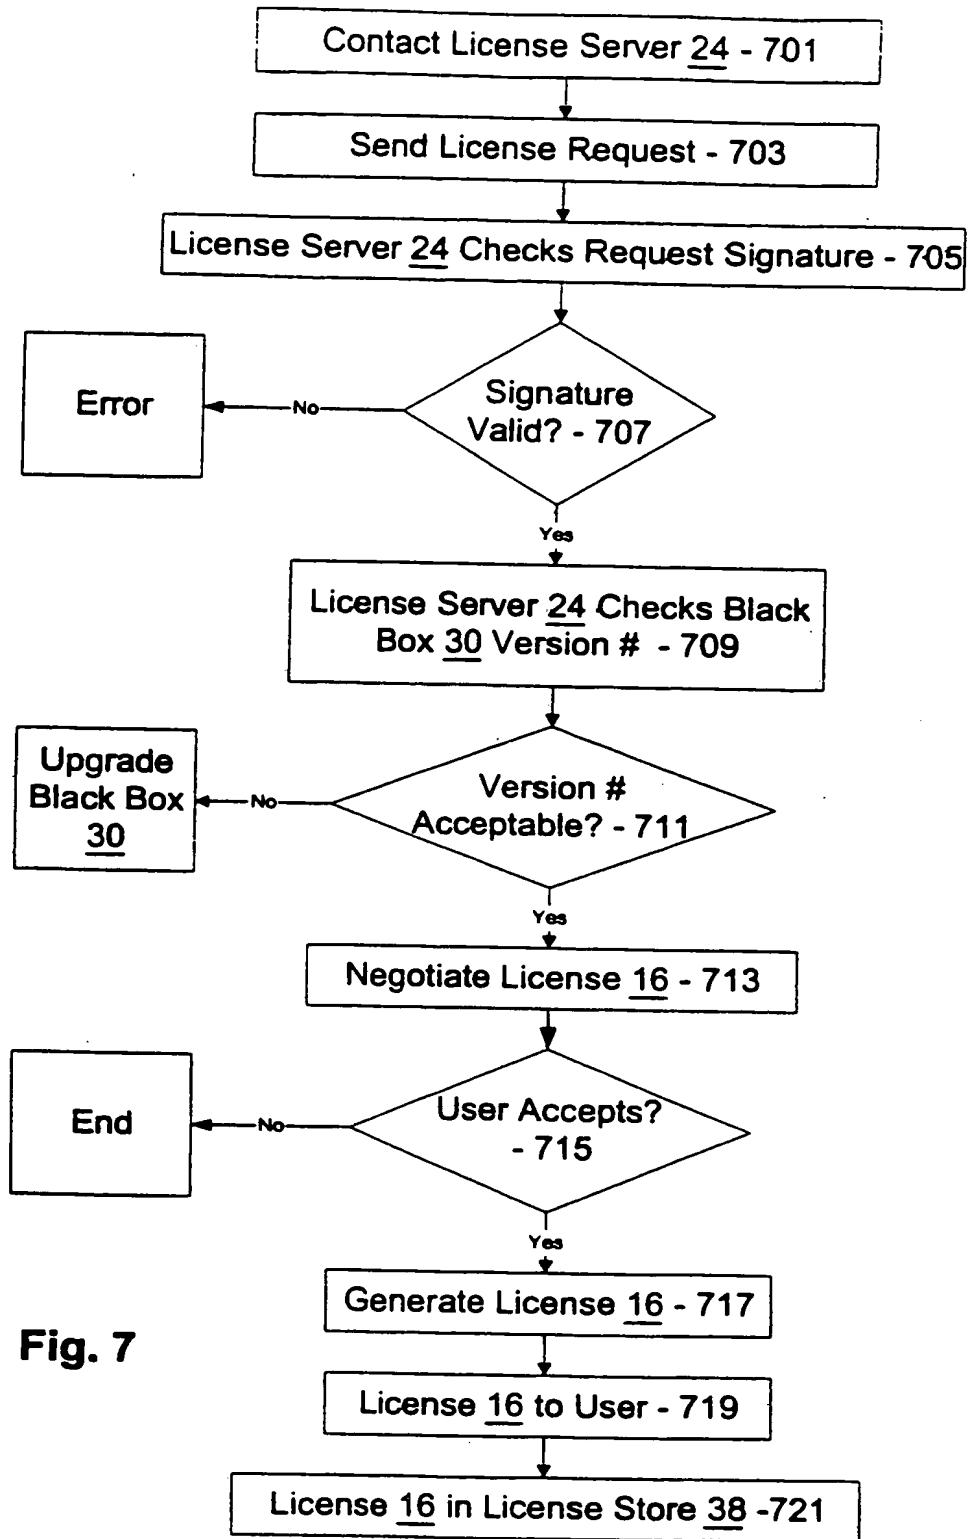 Contact License Server 24 - 701
Send License Request - 703
License Server 24 Checks Request Signature - 705
Signature
Valid? - 707
No
Error
Yes
License Server 24 Checks Black
Box 30 Version # - 709
Version #
Acceptable? - 711
No
Upgrade
Black Box
30
Yes
Negotiate License 16 - 713
User Accepts?
- 715
No
End
Yes
Generate License 16 - 717
License 16 to User - 719
License 16 in License Store 38 -721
Fig. 7